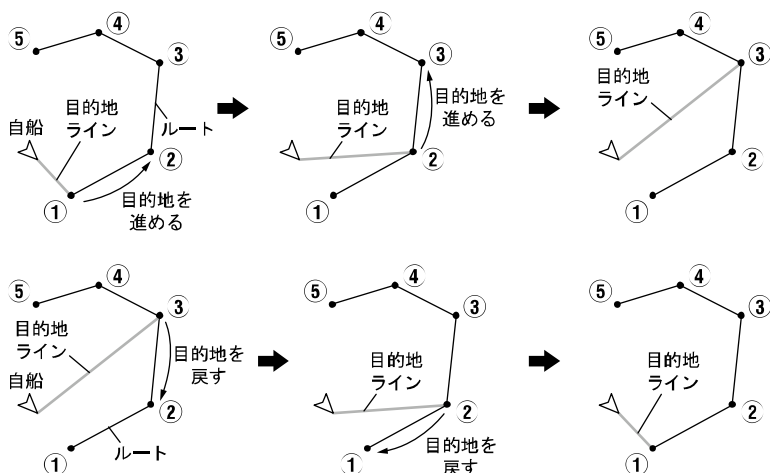 ⑤
④
③
目的地
ライン
自船
ルート
②
①
目的地を
進める
⑤
④
③
目的地を
進める
目的地
ライン
②
①
⑤
④
③
目的地
ライン
②
①
⑤
④
③
目的地
ライン
自船
目的地を
戻す
②
①
ルート
⑤
④
③
目的地
ライン
②
①
目的地を
戻す
⑤
④
③
目的地
ライン
②
①